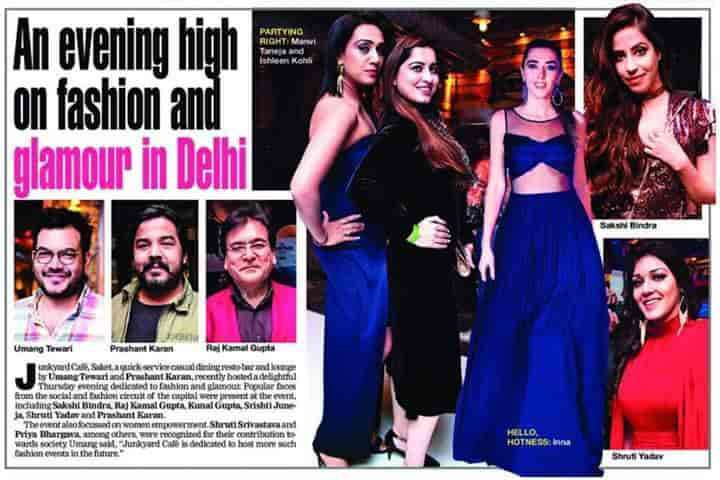 An evening high
on fashion and
glamour in Delhi
PARTYING
RIGHT: Manvi
Taneja and
Ishleen Kohli
Sakshi Bindra
Umang Tewari
Prashant Karan
Raj Kamal Gupta
Junkyard Café, Saket, a quick-service casual dining resto-bar and lounge
by Umang Tewari and Prashant Karan, recently hosted a delightful
Thursday evening dedicated to fashion and glamour. Popular faces
from the social and fashion circuit of the capital were present at the event,
including Sakshi Bindra, Raj Kamal Gupta, Kunal Gupta, Srishti June-
ja, Shruti Yadav and Prashant Karan.
The event also focussed on women empowerment. Shruti Srivastava and
Priya Bhargava, among others, were recognized for their contribution to-
wards society. Umang said, "Junkyard Café is dedicated to host more such
fashion events in the future."
HELLO,
HOTNESS: Inna
Shruti Yadav